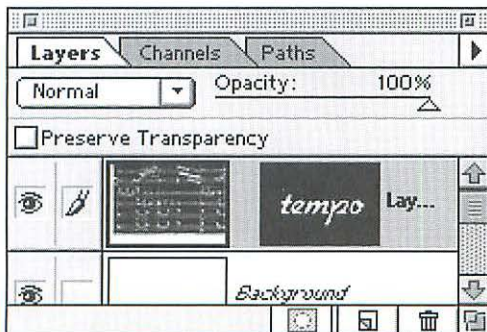 Layers Channels Paths
Normal Opacity: 100%
Preserve Transparency
tempo Lay...
Background